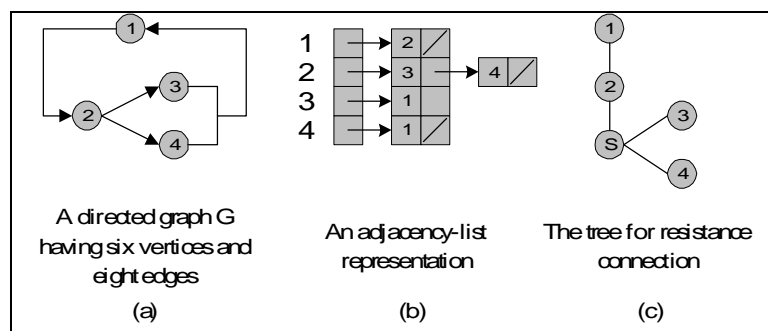 1
2
3
4
1 2
2 3 4
3 1
4 1
1
2
S
3
4
A directed graph G
having six vertices and
eight edges
(a)
An adjacency-list
representation
(b)
The tree for resistance
connection
(c)